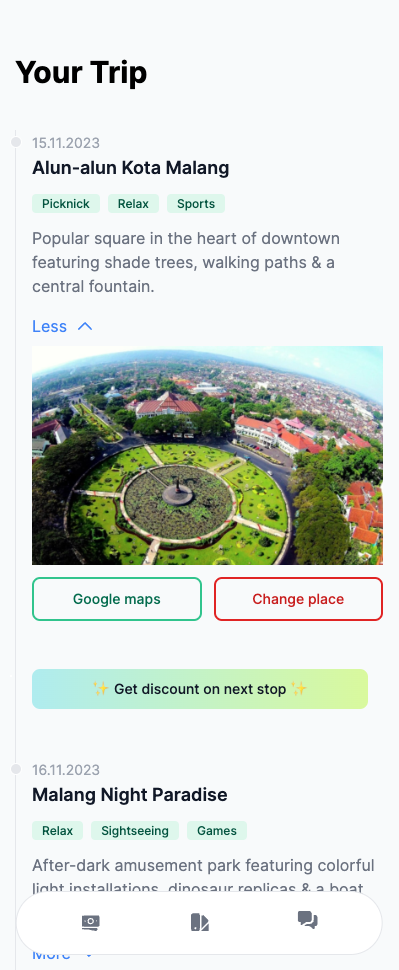 Your Trip
15.11.2023
Alun-alun Kota Malang
Picknick Relax Sports
Popular square in the heart of downtown
featuring shade trees, walking paths & a
central fountain.
Less
Google maps Change place
✨ Get discount on next stop ✨
16.11.2023
Malang Night Paradise
Relax Sightseeing Games
After-dark amusement park featuring colorful
light installations, dinosaur replicas & a boat
More